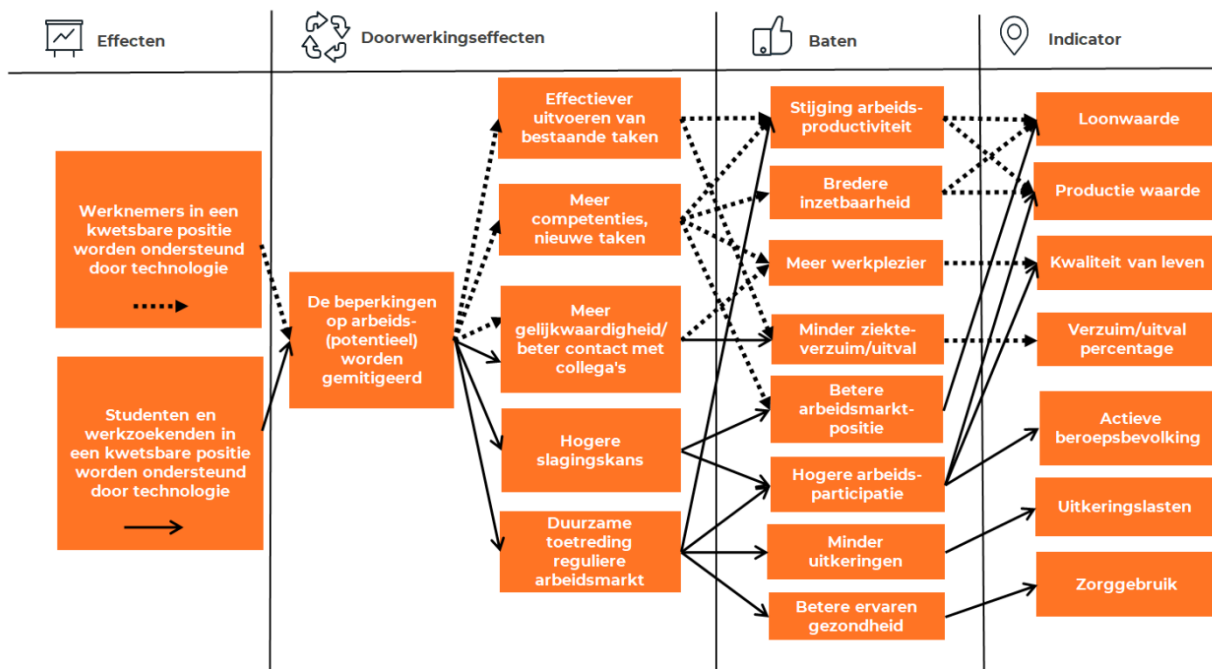 Effecten
Doorwerkingseffecten
Baten
Indicator
Werknemers in een
kwetsbare positie
worden ondersteund
door technologie
Studenten en
werkzoekenden in
een kwetsbare positie
worden ondersteund
door technologie
De beperkingen
op arbeids-
(potentieel)
worden
gemitigeerd
Effectiever
uitvoeren van
bestaande taken
Meer
competenties,
nieuwe taken
Meer
gelijkwaardigheid/
beter contact met
collega's
Hogere
slagingskans
Duurzame
toetreding
reguliere
arbeidsmarkt
Stijging arbeids-
productiviteit
Bredere
inzetbaarheid
Meer werkplezier
Minder ziekte-
verzuim/uitval
Betere
arbeidsmarkt-
positie
Hogere arbeids-
participatie
Minder
uitkeringen
Betere ervaren
gezondheid
Loonwaarde
Productie waarde
Kwaliteit van leven
Verzuim/uitval
percentage
Actieve
beroepsbevolking
Uitkeringslasten
Zorggebruik